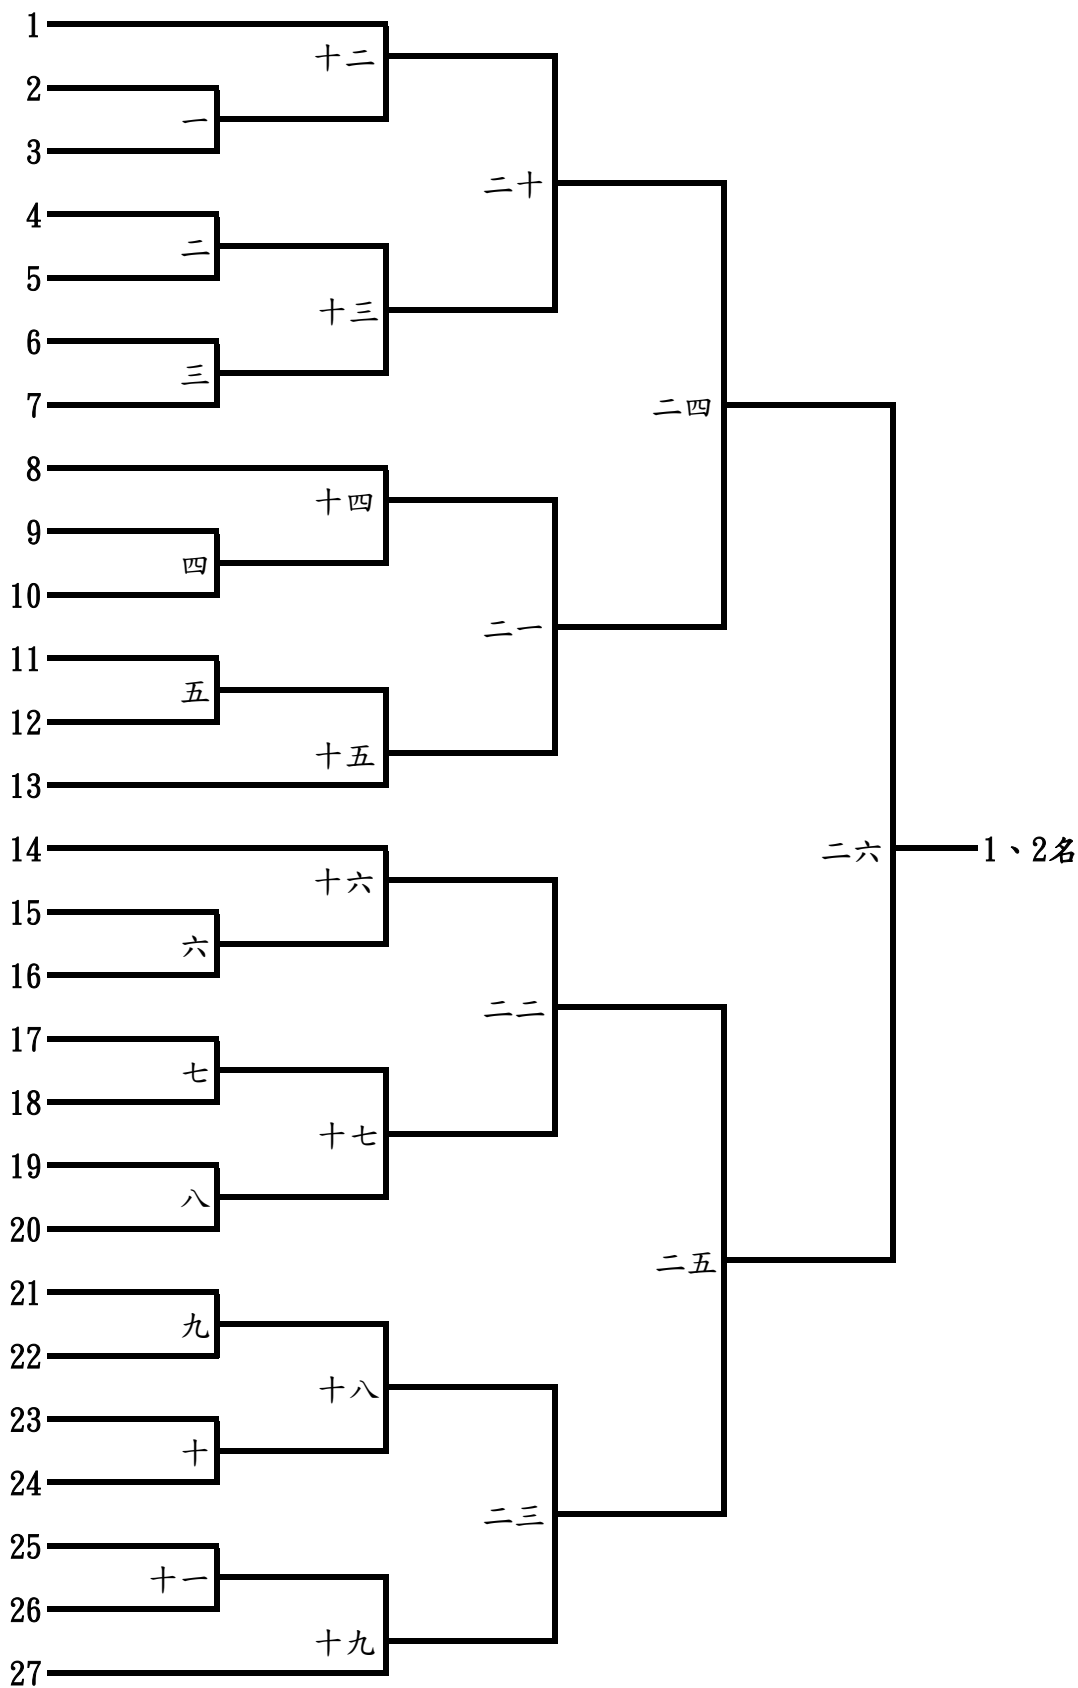 1
十二
2
一
3
二十
4
二
5
十三
6
三
7
二四
8
十四
9
四
10
二一
11
五
12
十五
13
14
二六
1、2名
十六
15
六
16
二二
17
七
18
十七
19
八
20
二五
21
九
22
十八
23
十
24
二三
25
十一
26
十九
27